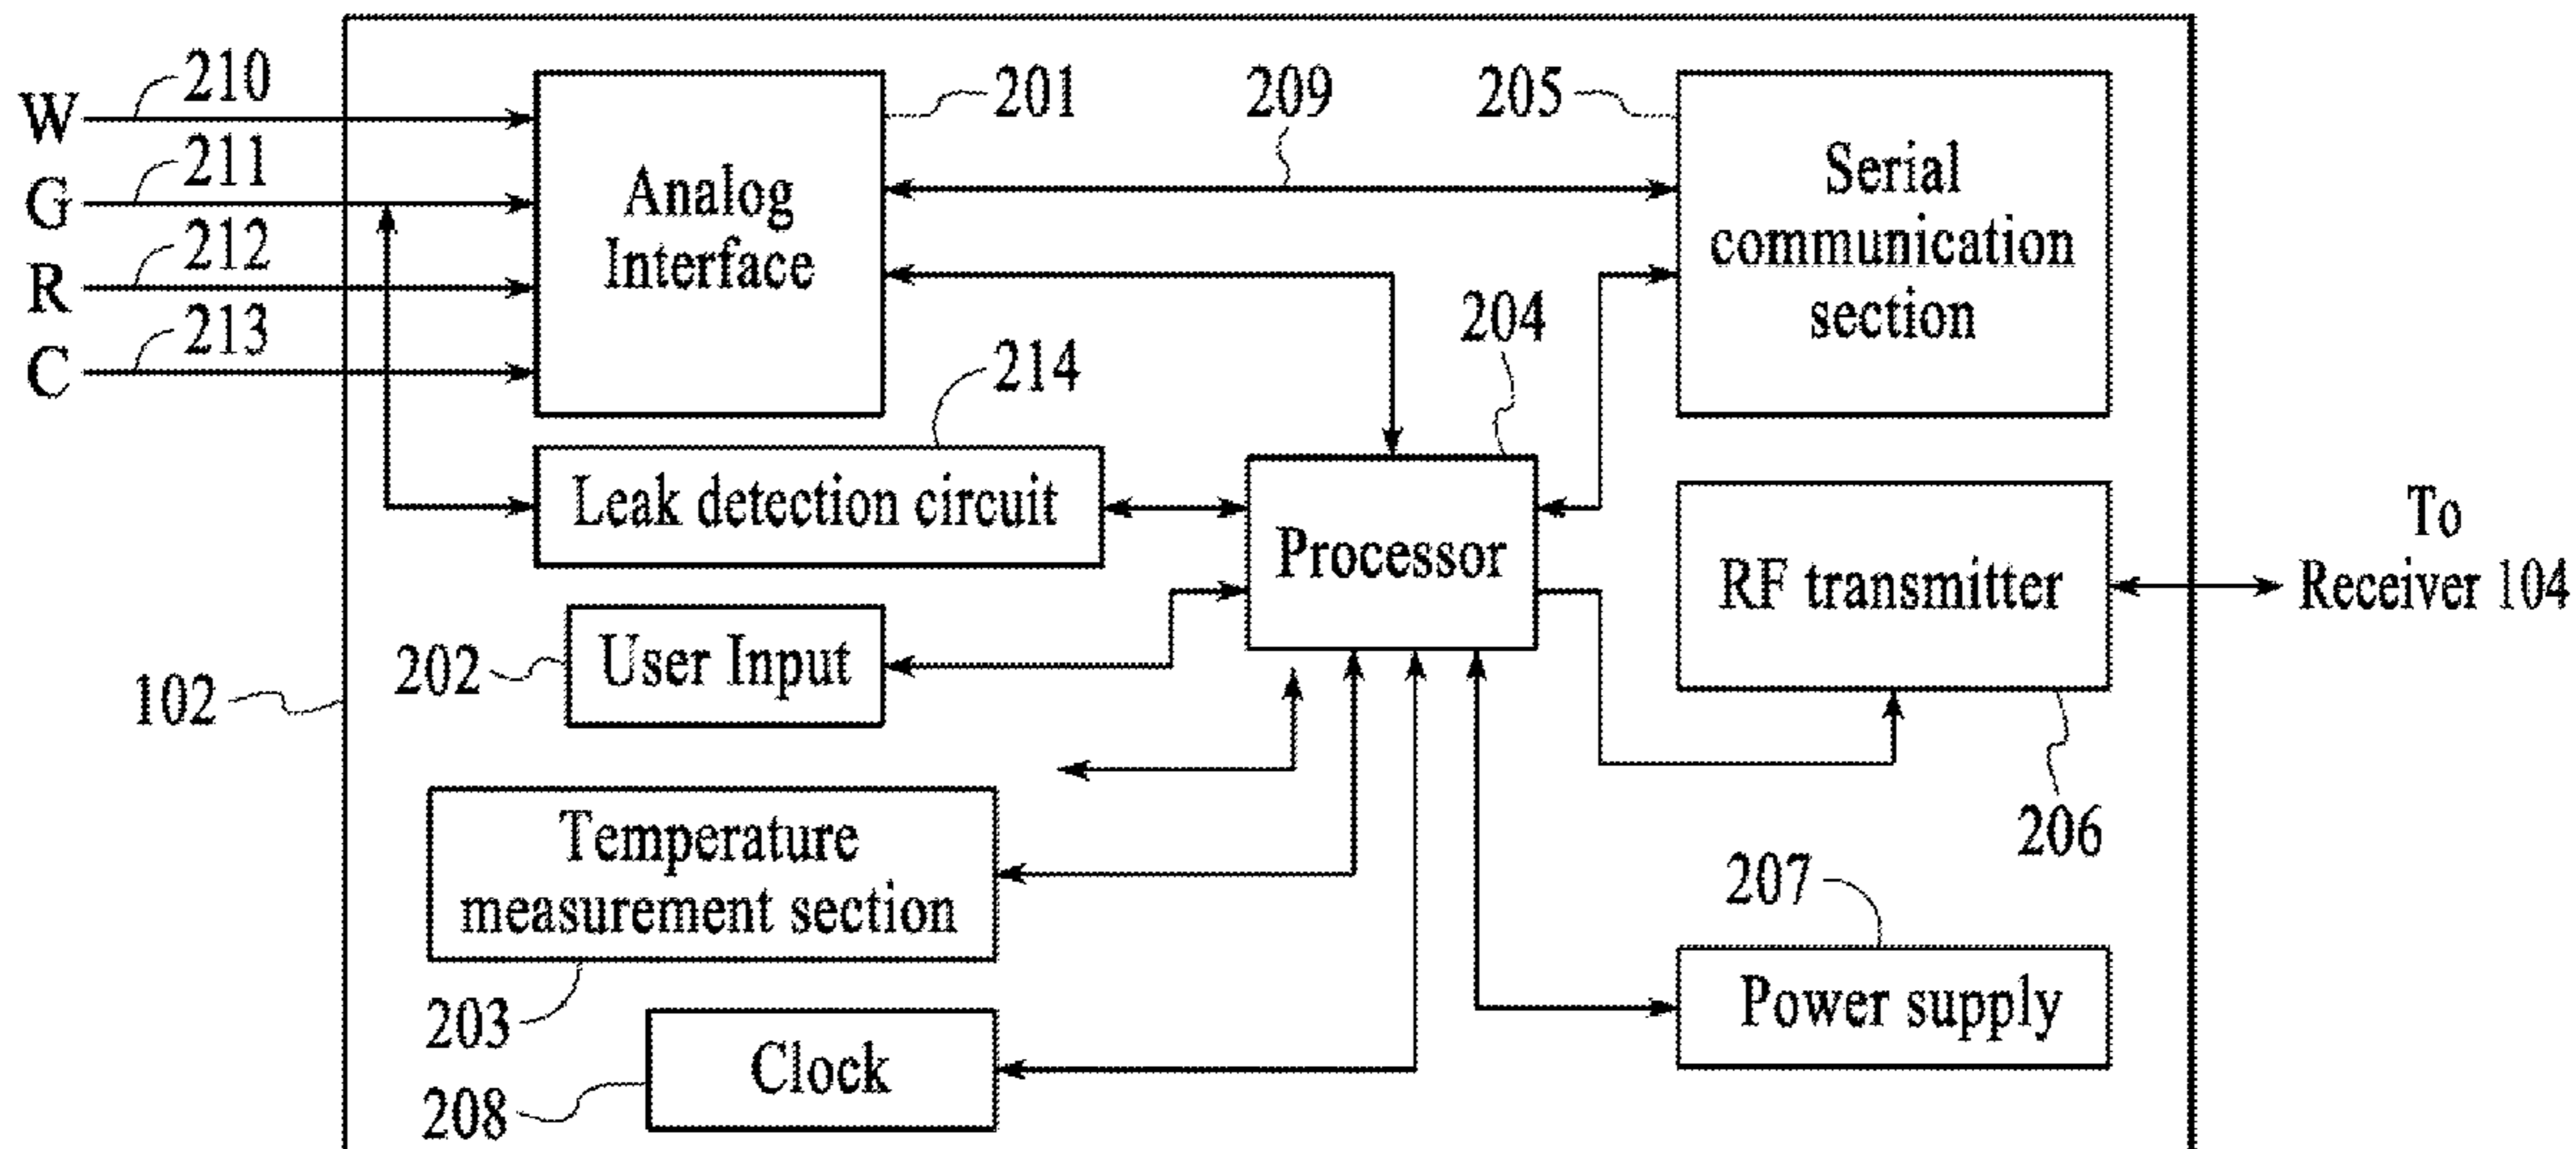 W
210
G
211
R
212
C
213
Analog
Interface
201
209
205
Serial
communication
section
204
214
Leak detection circuit
Processor
RF transmitter
To
Receiver 104
202
User Input
102
206
Temperature
measurement section
203
207
Power supply
Clock
208